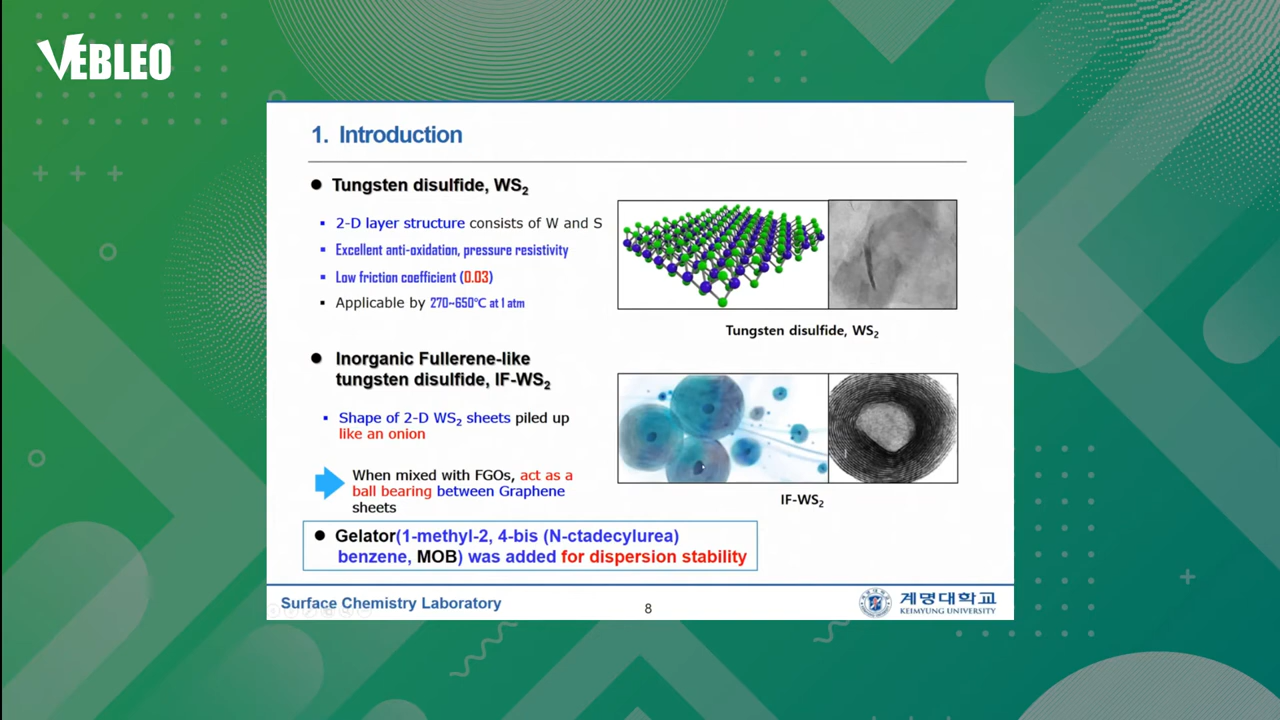 VEBLEO
1. Introduction
● Tungsten disulfide, WS₂
▪ 2-D layer structure consists of W and S
▪ Excellent anti-oxidation, pressure resistivity
▪ Low friction coefficient (0.03)
▪ Applicable by 270~650℃ at 1 atm
Tungsten disulfide, WS₂
● Inorganic Fullerene-like
tungsten disulfide, IF-WS₂
▪ Shape of 2-D WS₂ sheets piled up
like an onion
When mixed with FGOs, act as a
ball bearing between Graphene
sheets
IF-WS₂
● Gelator(1-methyl-2, 4-bis (N-ctadecylurea)
benzene, MOB) was added for dispersion stability
Surface Chemistry Laboratory
8
계명대학교
KEIMYUNG UNIVERSITY